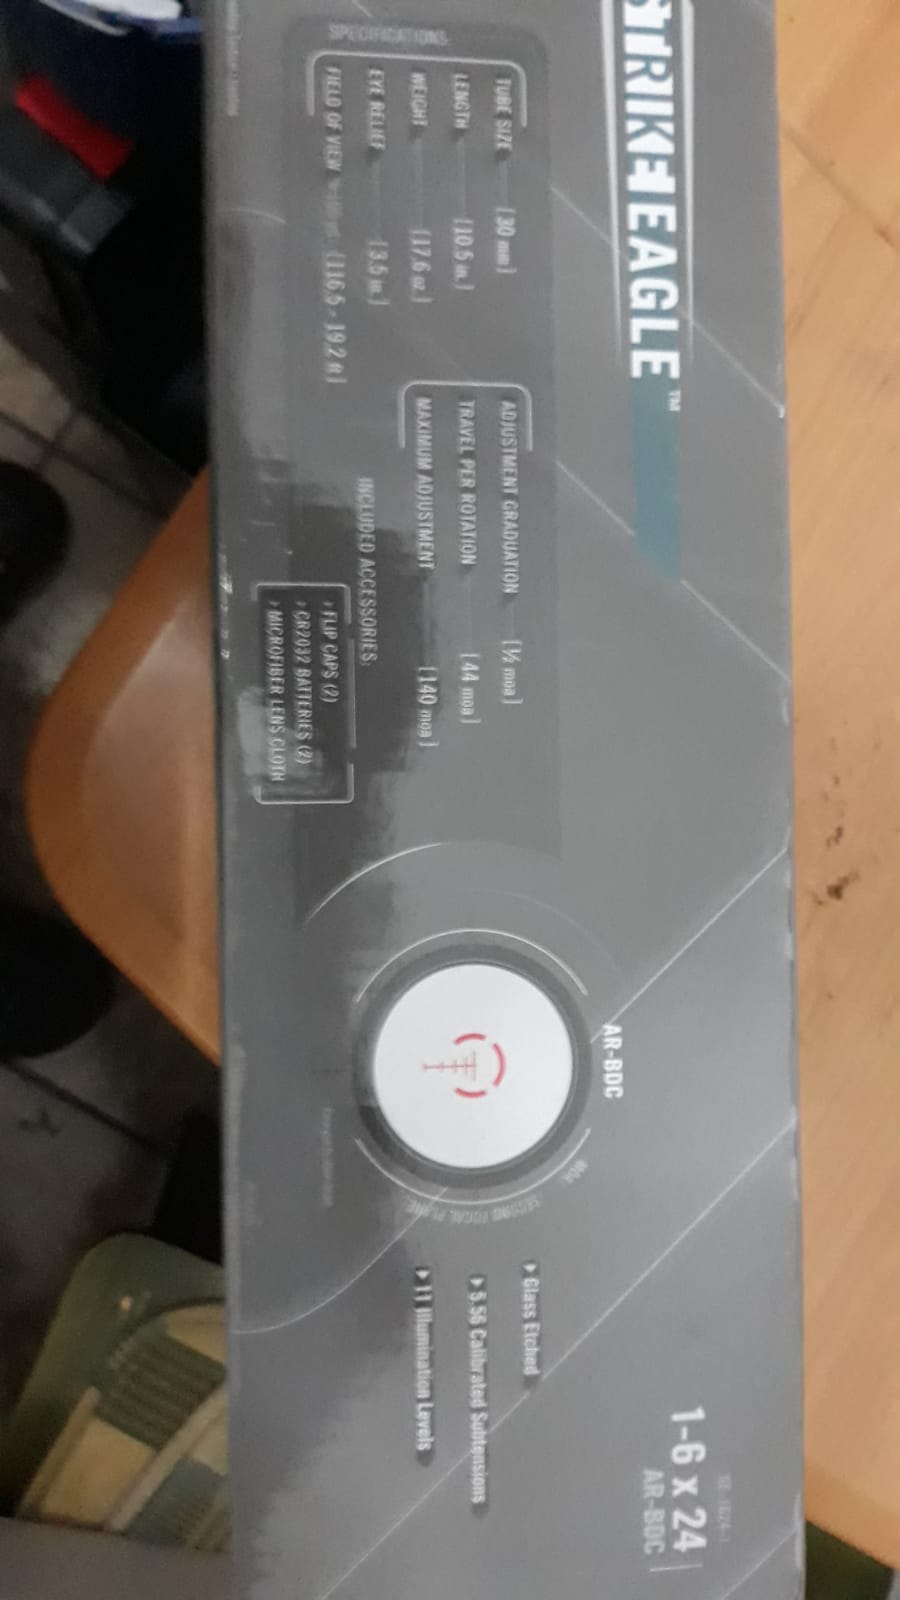 STRIKE EAGLE™
SPECIFICATIONS
TUBE SIZE [30 mm]
LENGTH [10.5 in.]
WEIGHT [17.6 oz.]
EYE RELIEF [3.5 in.]
FIELD OF VIEW [116.5 - 19.2 ft]
ADJUSTMENT GRADUATION [½ moa]
TRAVEL PER ROTATION [44 moa]
MAXIMUM ADJUSTMENT [140 moa]
INCLUDED ACCESSORIES:
FLIP CAPS (2)
CR2032 BATTERIES (2)
MICROFIBER LENS CLOTH
AR-BDC
MOA
SECOND FOCAL PLANE
Glass Etched
5.56 Calibrated Subtensions
11 Illumination Levels
1-6 x 24
AR-BDC